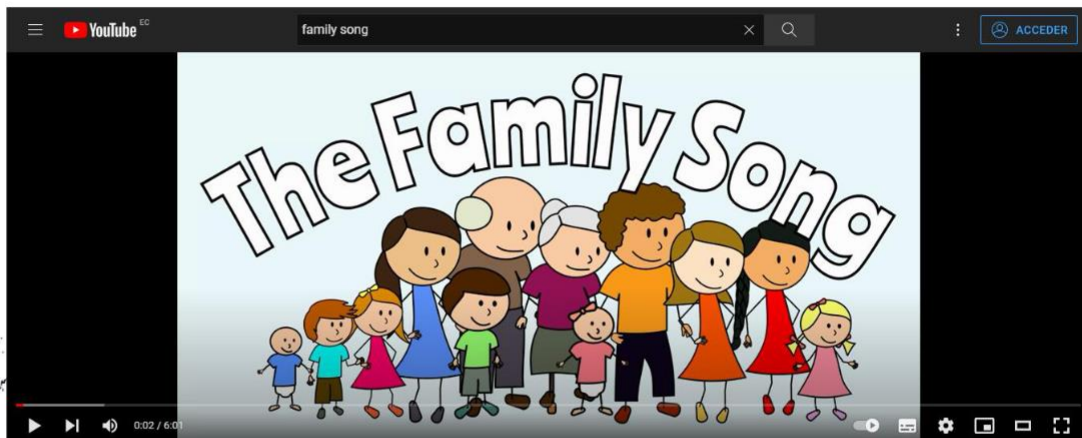 YouTube EC
family song
ACCEDER
The Family Song
0:02 / 6:01